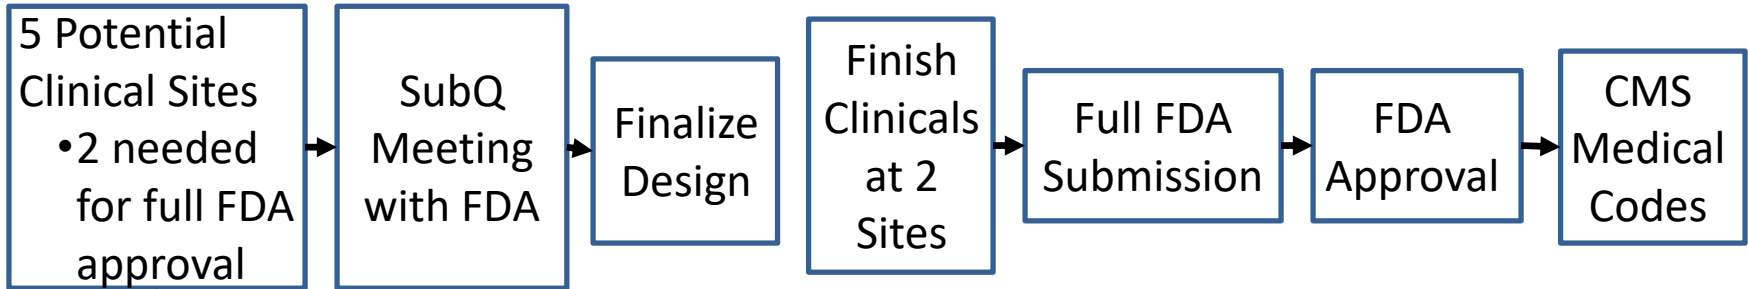 5 Potential
Clinical Sites
•2 needed
for full FDA
approval
SubQ
Meeting
with FDA
Finalize
Design
Finish
Clinicals
at 2
Sites
Full FDA
Submission
FDA
Approval
CMS
Medical
Codes